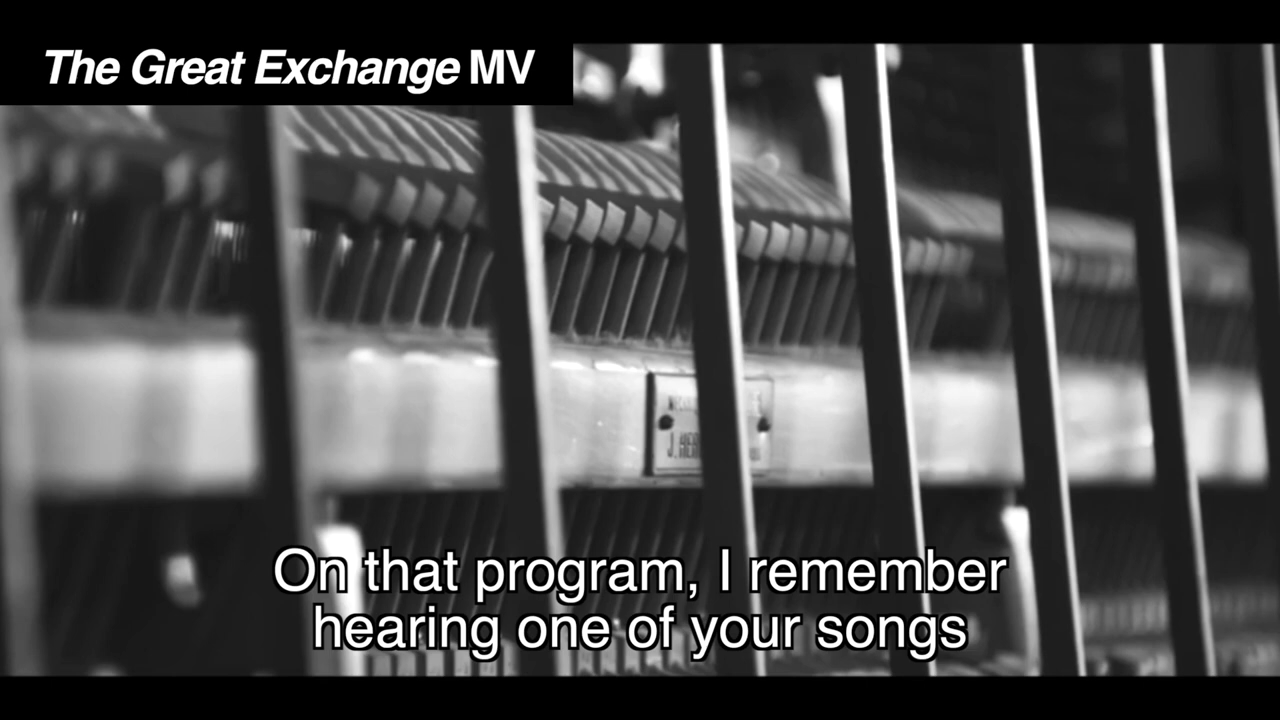 The Great Exchange MV
On that program, I remember
hearing one of your songs